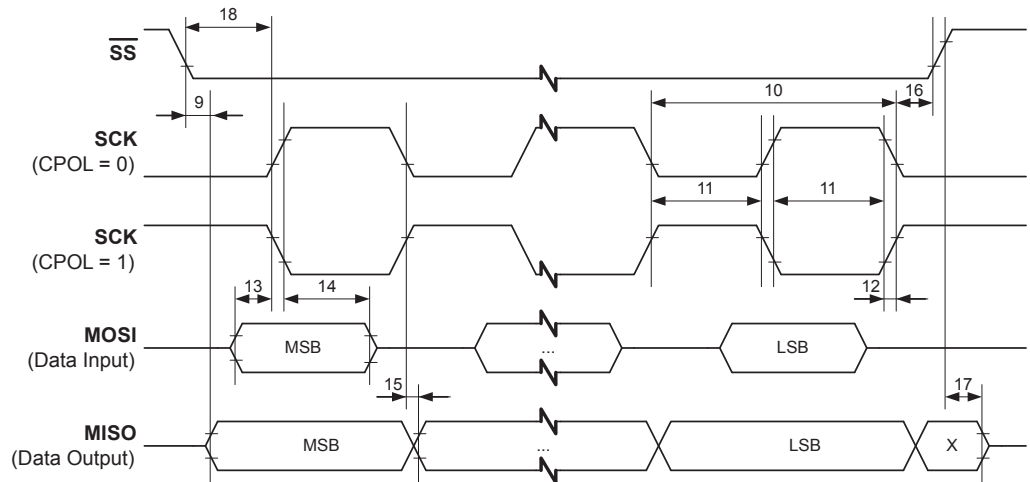 18
SS
10
9
16
SCK
(CPOL = 0)
11
11
SCK
(CPOL = 1)
13
14
12
MOSI
(Data Input)
MSB
...
LSB
15
17
MISO
(Data Output)
MSB
...
LSB
X